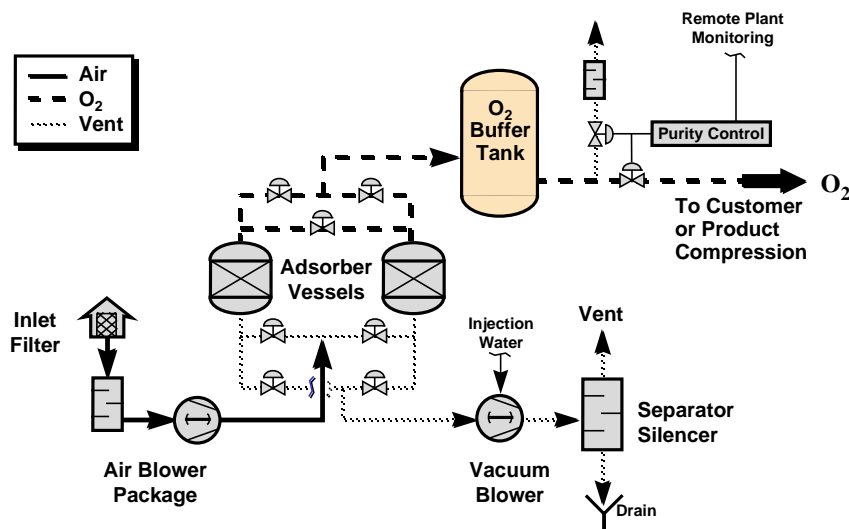 Air
O₂
Vent
Remote Plant
Monitoring
O₂
Buffer
Tank
Purity Control
O₂
To Customer
or Product
Compression
Adsorber
Vessels
Inlet
Filter
Injection
Water
Vent
Separator
Silencer
Air Blower
Package
Vacuum
Blower
Drain